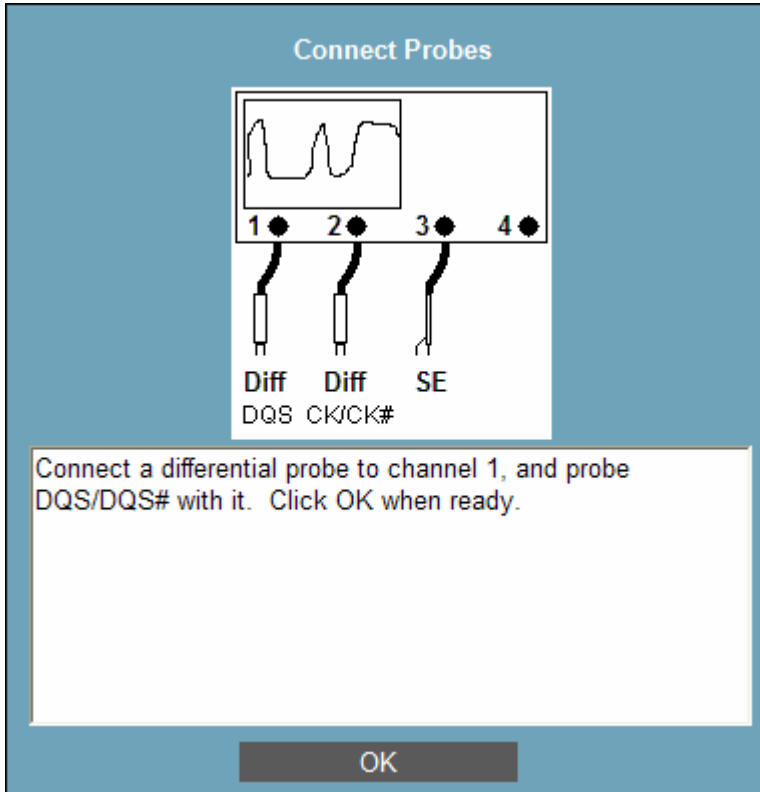 Connect Probes
1 2 3 4
Diff Diff SE
DQS CK/CK#
Connect a differential probe to channel 1, and probe
DQS/DQS# with it. Click OK when ready.
OK